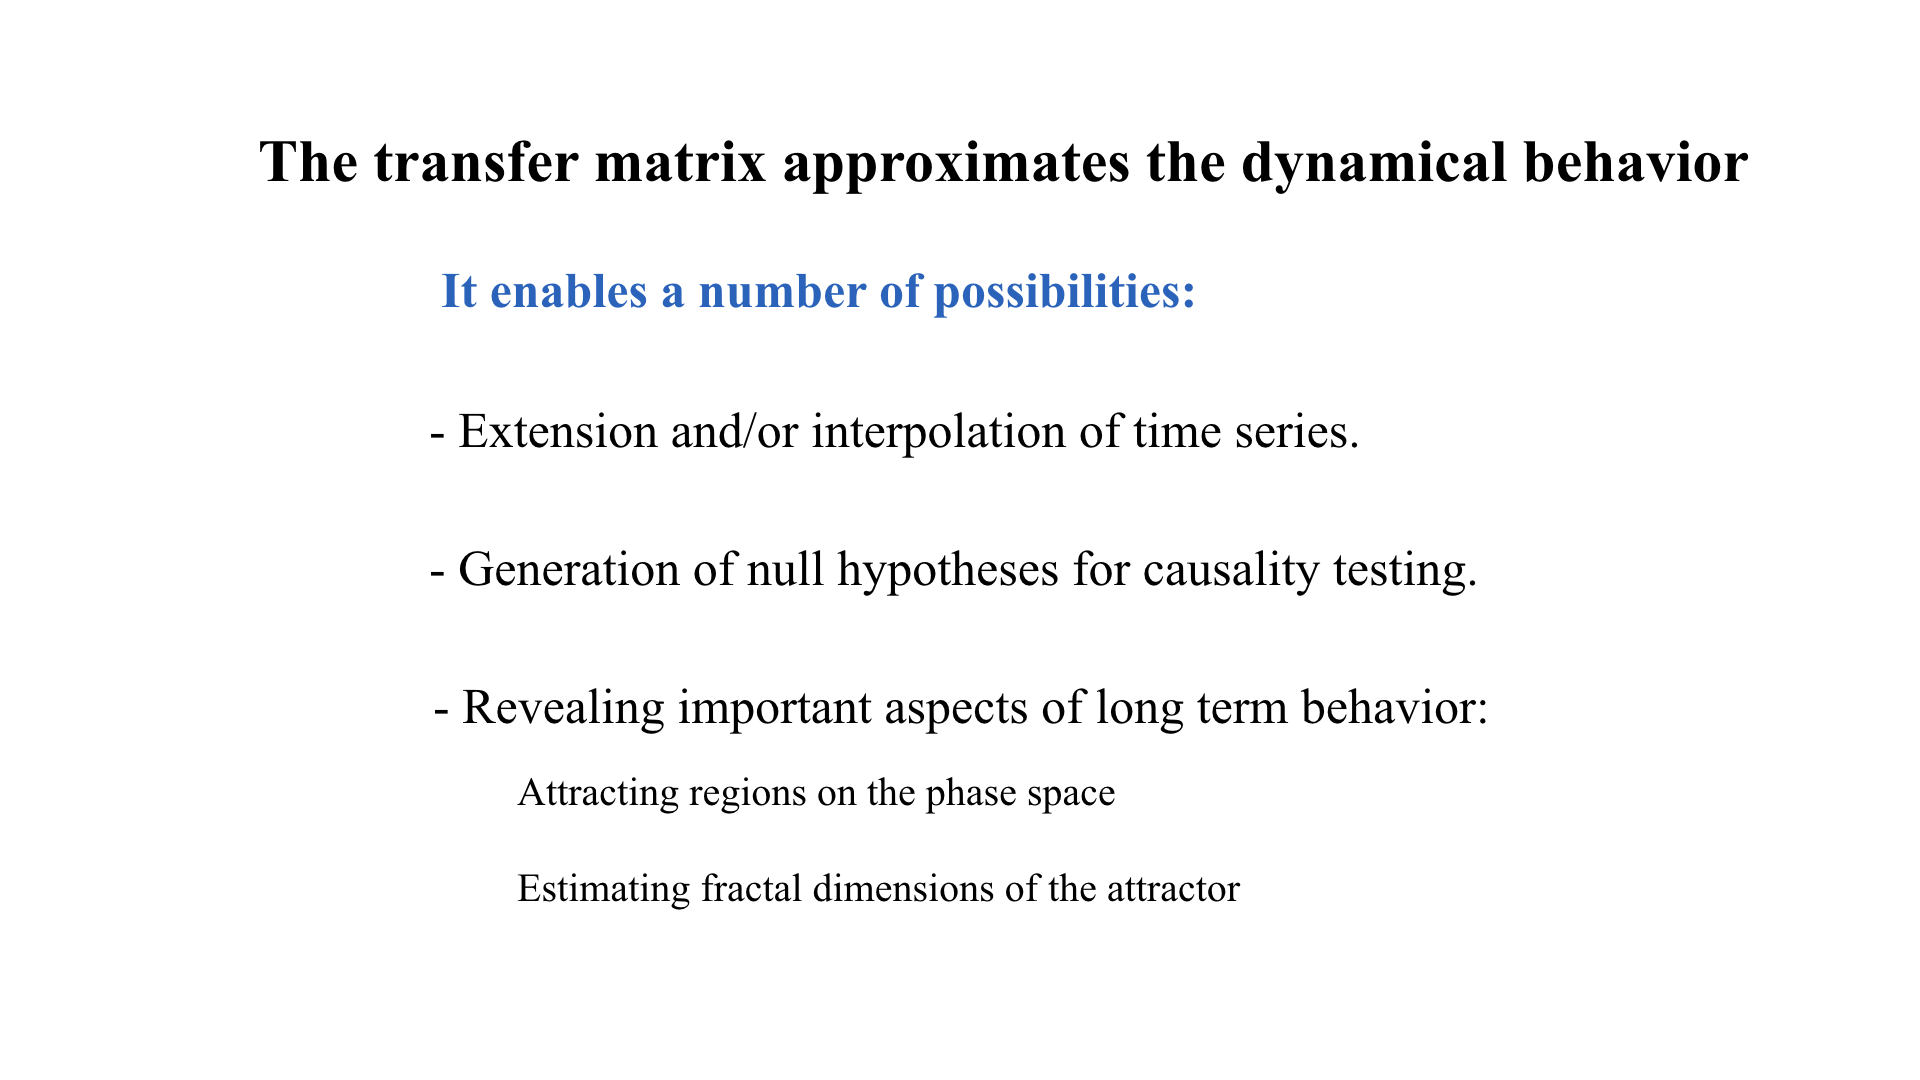 The transfer matrix approximates the dynamical behavior
It enables a number of possibilities:
- Extension and/or interpolation of time series.
- Generation of null hypotheses for causality testing.
- Revealing important aspects of long term behavior:
Attracting regions on the phase space
Estimating fractal dimensions of the attractor